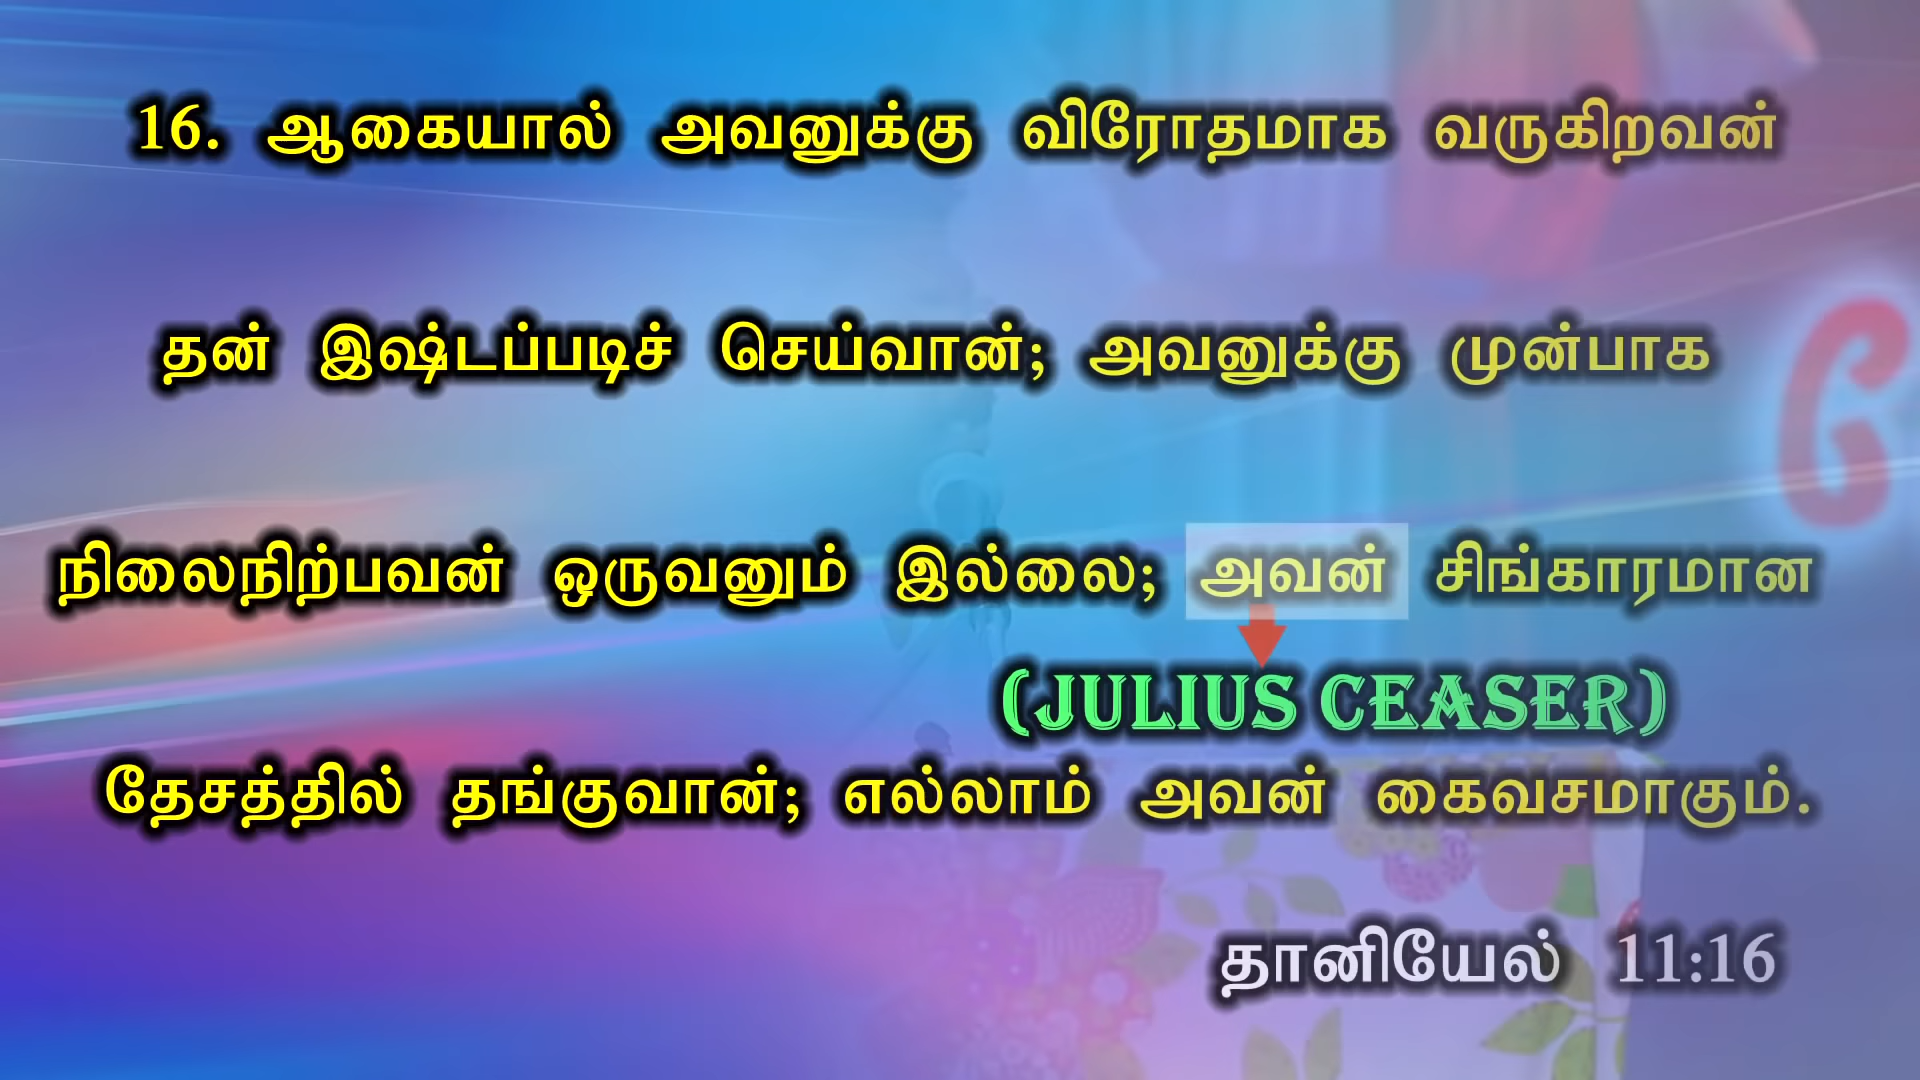 16. ஆகையால் அவனுக்கு விரோதமாக வருகிறவன்
தன் இஷ்டப்படிச் செய்வான்; அவனுக்கு முன்பாக
நிலைநிற்பவன் ஒருவனும் இல்லை; அவன் சிங்காரமான
(JULIUS CEASER)
தேசத்தில் தங்குவான்; எல்லாம் அவன் கைவசமாகும்.
தானியேல் 11:16